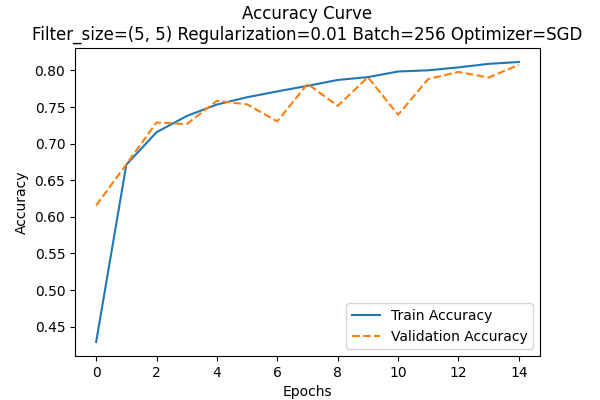 Accuracy Curve
Filter_size=(5, 5) Regularization=0.01 Batch=256 Optimizer=SGD
0.80
0.75
0.70
0.65
0.60
0.55
0.50
0.45
Accuracy
Train Accuracy
Validation Accuracy
0 2 4 6 8 10 12 14
Epochs